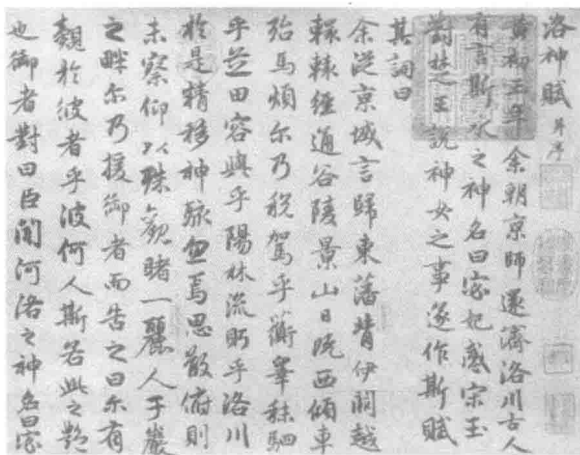 洛神賦 并序
黃初三年余朝京師還濟洛川古人
有言斯水之神名曰宓妃感宋玉
對楚王說神女之事遂作斯賦
其詞曰
余從京域言歸東藩背伊闕越
轘轅經通谷陵景山日既西傾車
殆馬煩尔乃稅駕乎蘅皋秣駟
乎芝田容與乎陽林流眄乎洛川
於是精移神駭忽焉思散俯則
未察仰以殊觀睹一麗人于巖
之畔尔乃援御者而告之曰尔有
覿於彼者乎彼何人斯若此之豔
也御者對曰臣聞河洛之神名曰宓